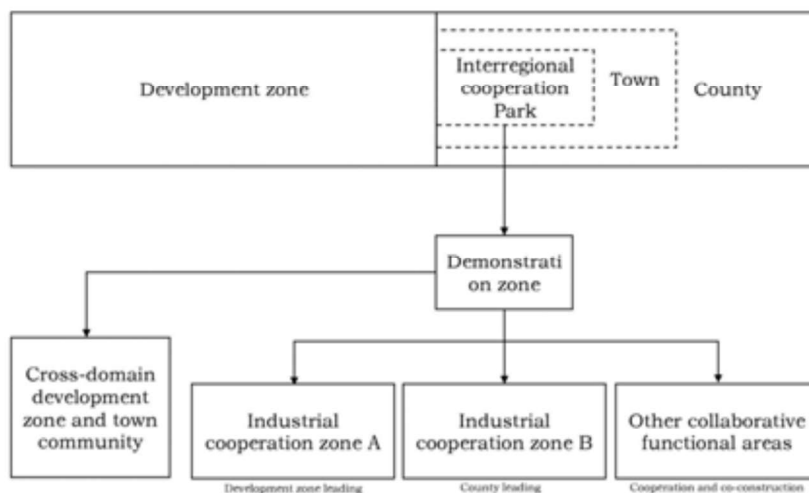 Development zone
Interregional
cooperation
Park
Town
County
Demonstrati
on zone
Cross-domain
development
zone and town
community
Industrial
cooperation zone A
Industrial
cooperation zone B
Other collaborative
functional areas
Development zone leading
County leading
Cooperation and co-construction